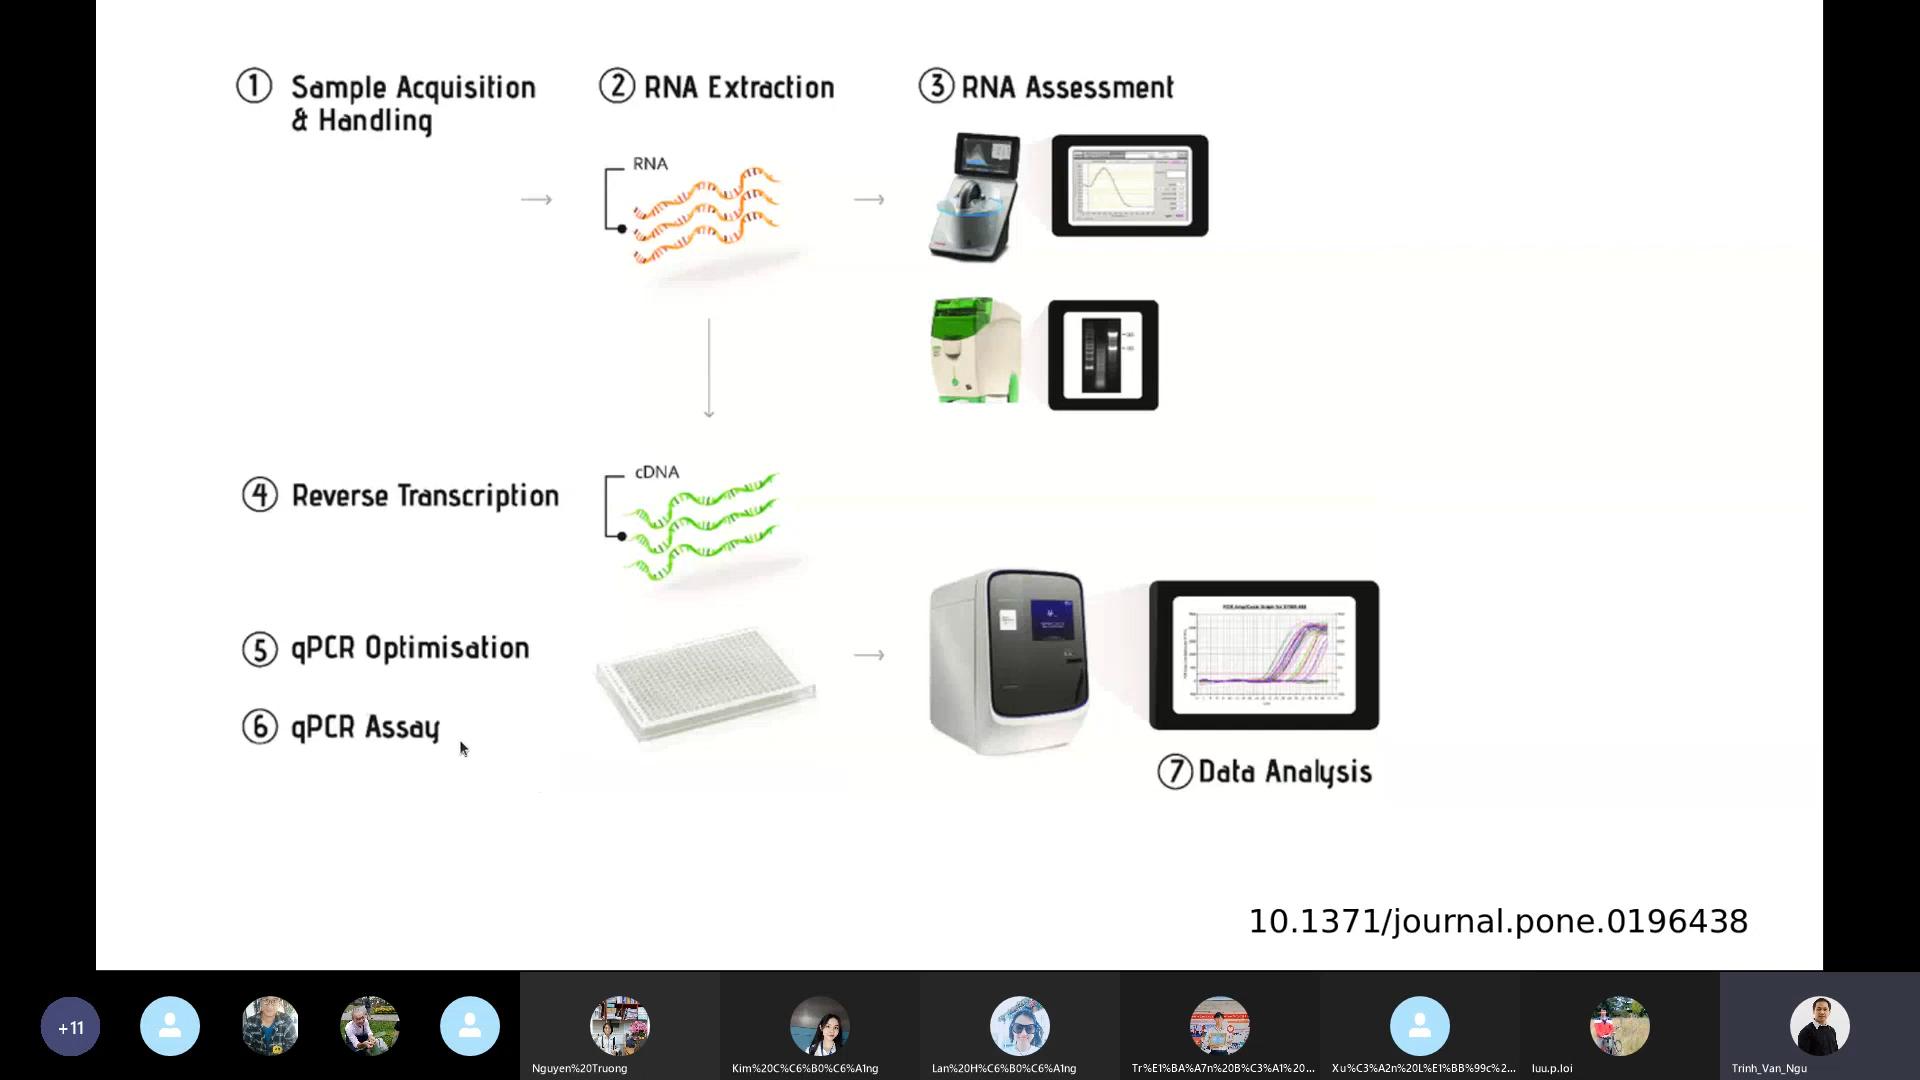 1 Sample Acquisition
& Handling
2 RNA Extraction
3 RNA Assessment
RNA
4 Reverse Transcription
cDNA
5 qPCR Optimisation
6 qPCR Assay
7 Data Analysis
10.1371/journal.pone.0196438
+11
Nguyen%20Truong
Kim%20C%C6%B0%C6%A1ng
Lan%20H%C6%B0%C6%A1ng
Tr%E1%BA%A7n%20B%C3%A1%20...
Xu%C3%A2n%20L%E1%BB%99c%2...
luu.p.loi
Trinh_Van_Ngu